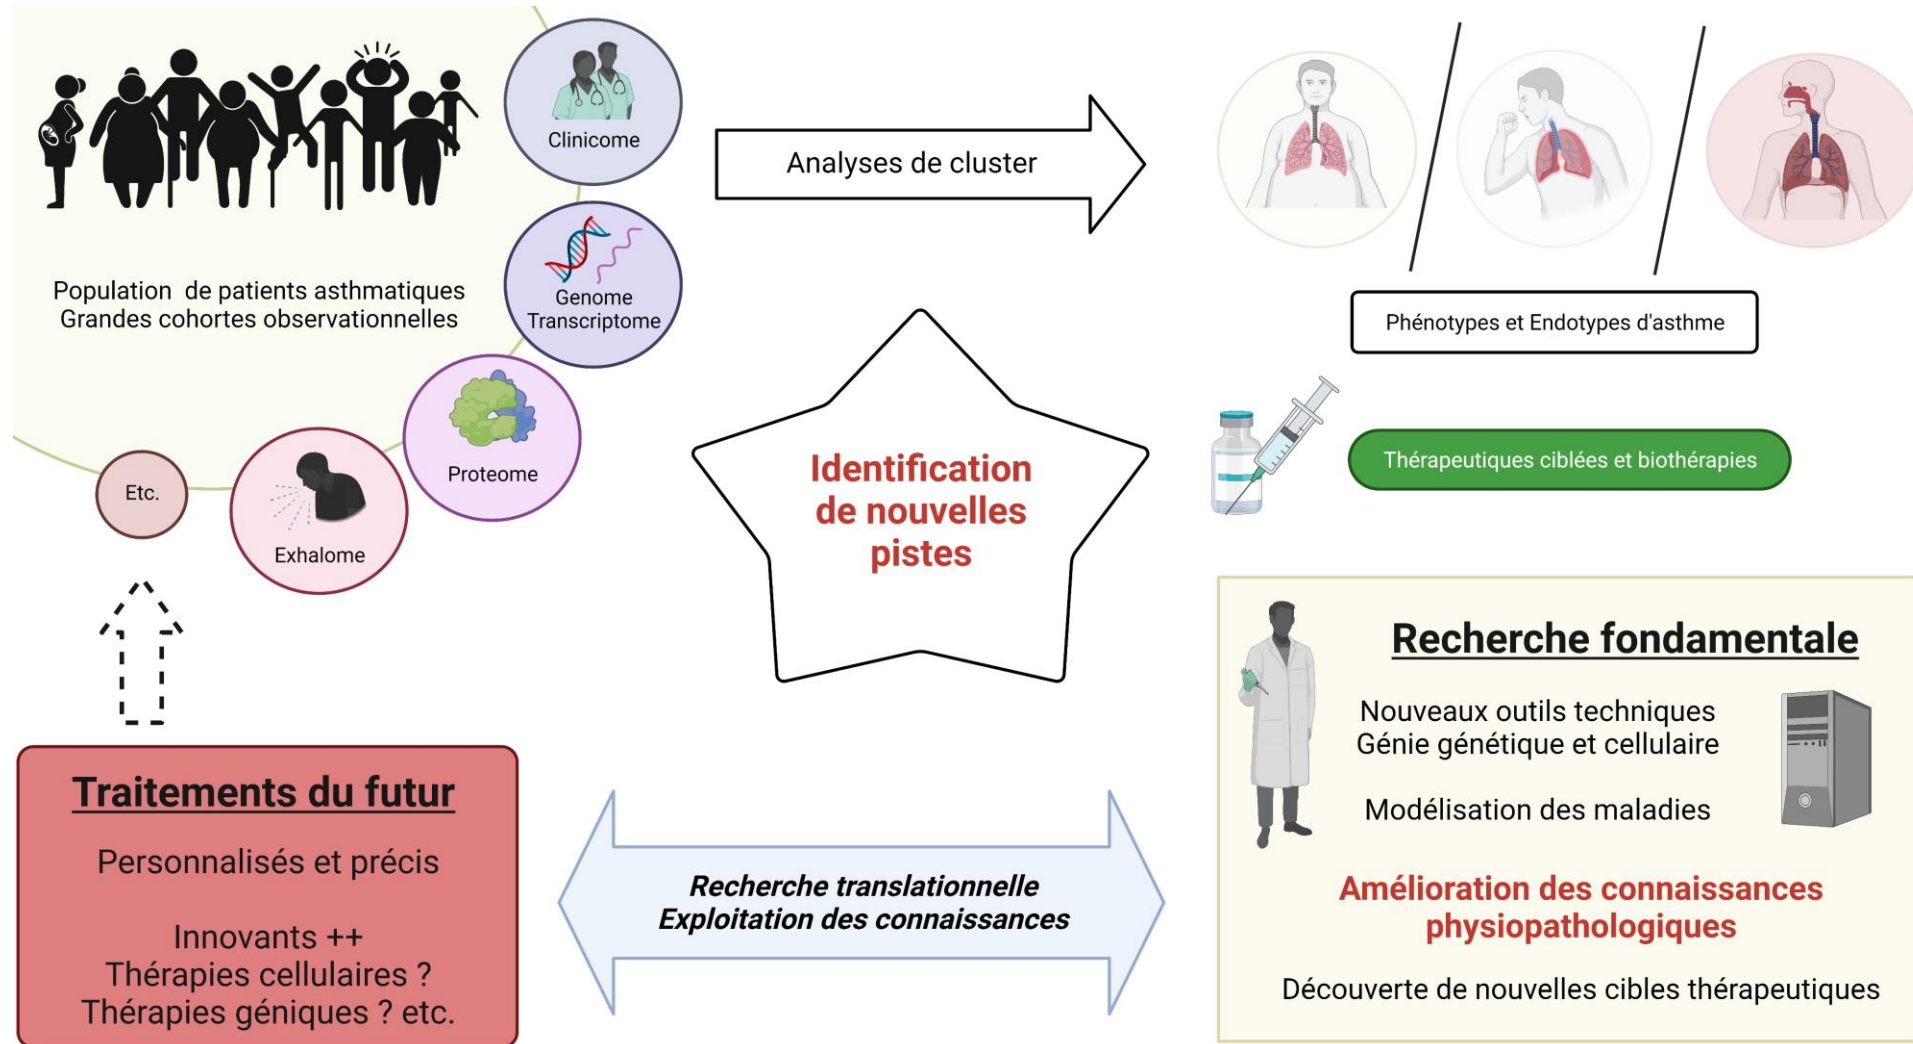 Clinicome
Population de patients asthmatiques
Grandes cohortes observationnelles
Genome
Transcriptome
Proteome
Exhalome
Etc.
Analyses de cluster
Phénotypes et Endotypes d'asthme
Thérapeutiques ciblées et biothérapies
Identification
de nouvelles
pistes
Recherche fondamentale
Nouveaux outils techniques
Génie génétique et cellulaire
Modélisation des maladies
Amélioration des connaissances
physiopathologiques
Découverte de nouvelles cibles thérapeutiques
Recherche translationnelle
Exploitation des connaissances
Traitements du futur
Personnalisés et précis
Innovants ++
Thérapies cellulaires ?
Thérapies géniques ? etc.